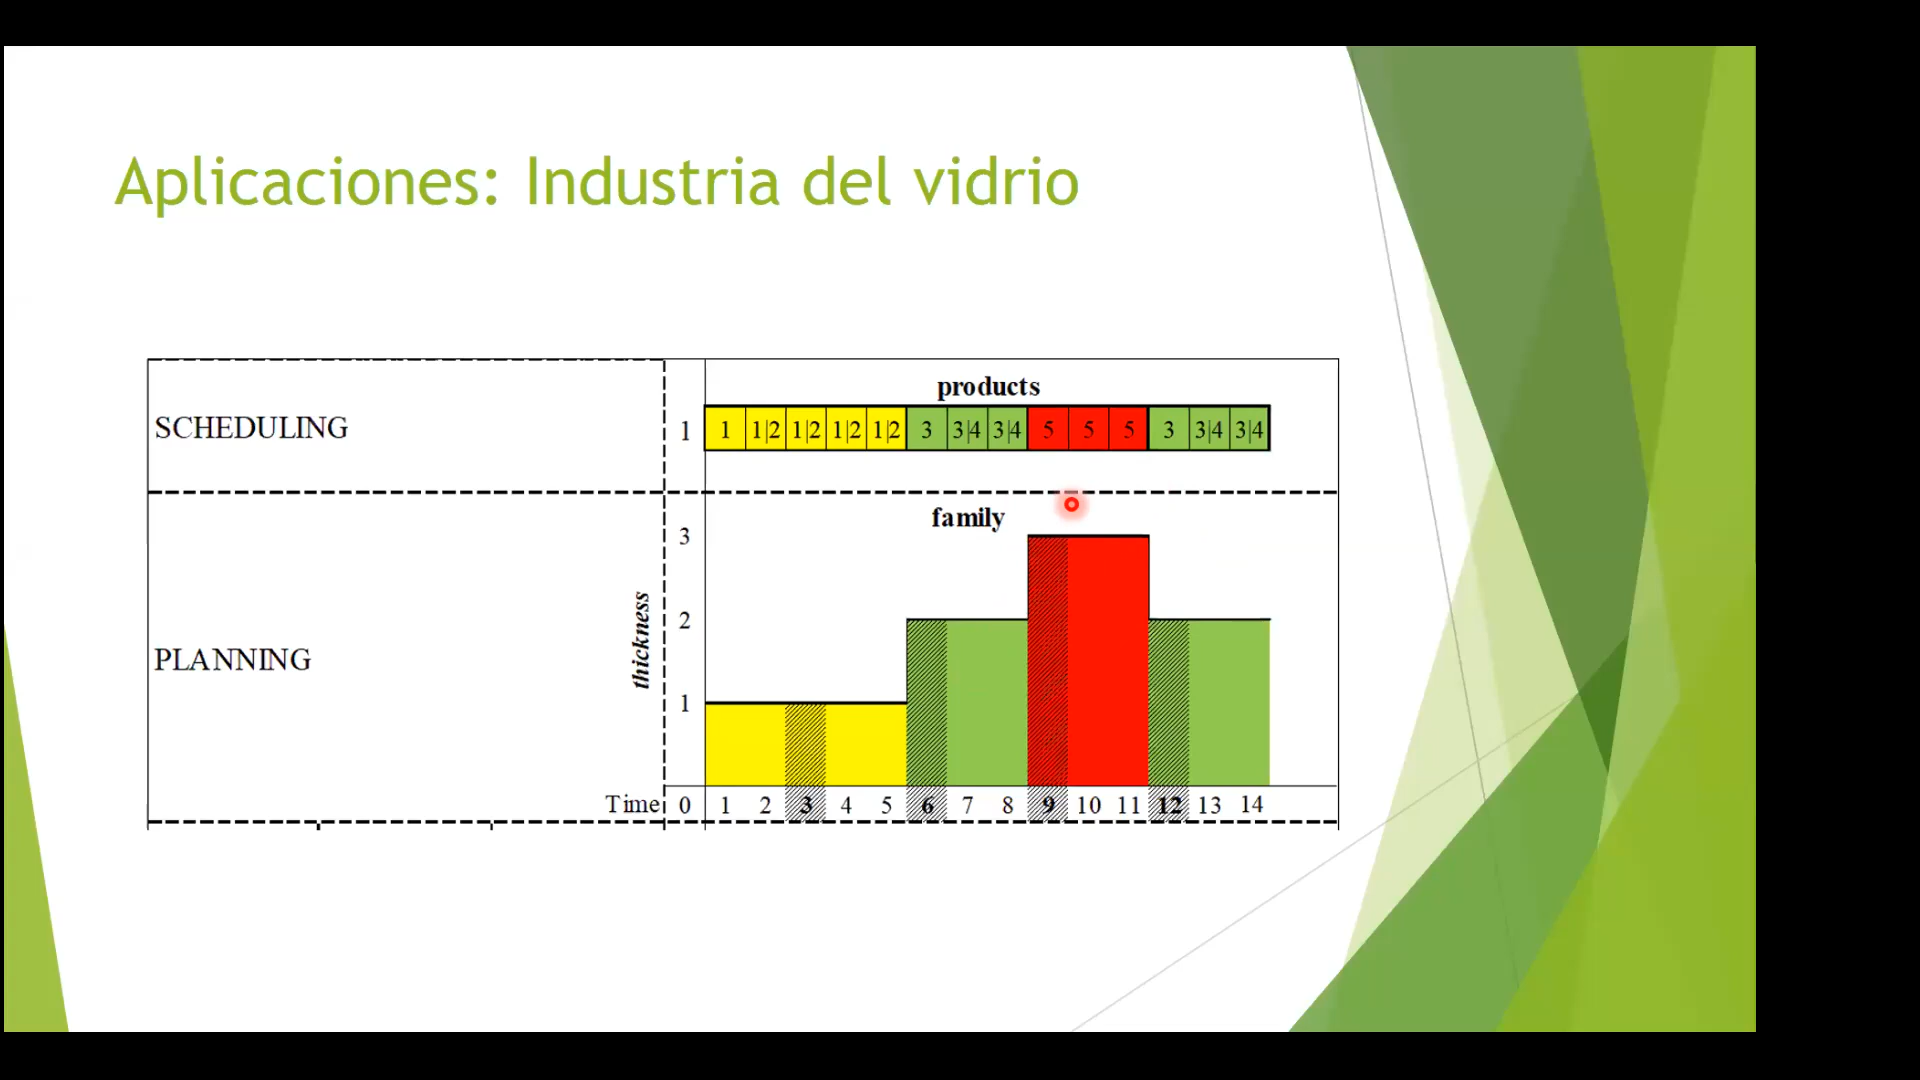 Aplicaciones: Industria del vidrio
products
SCHEDULING
1 1 1|2 1|2 1|2 1|2 3 3|4 3|4 5 5 5 3 3|4 3|4
family
3
thickness
2
PLANNING
1
Time 0 1 2 3 4 5 6 7 8 9 10 11 12 13 14